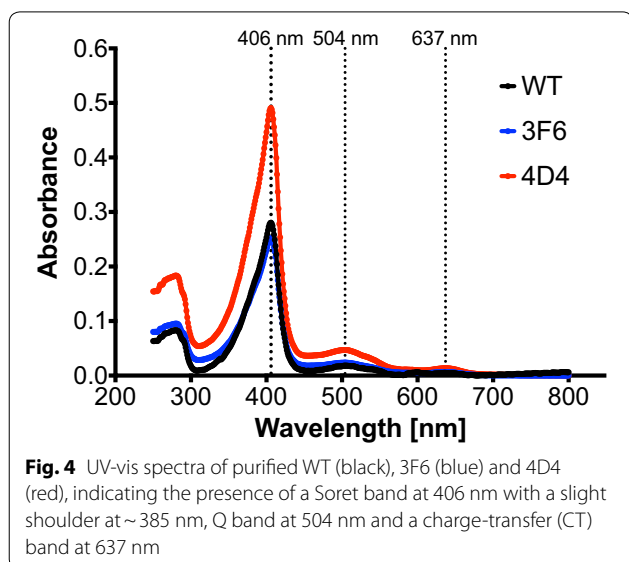 406 nm 504 nm 637 nm
0.6
0.5
0.4
0.3
0.2
0.1
0.0
Absorbance
WT
3F6
4D4
200 300 400 500 600 700 800
Wavelength [nm]
Fig. 4 UV-vis spectra of purified WT (black), 3F6 (blue) and 4D4
(red), indicating the presence of a Soret band at 406 nm with a slight
shoulder at ~ 385 nm, Q band at 504 nm and a charge-transfer (CT)
band at 637 nm